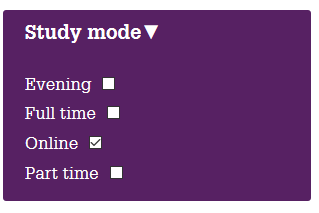 Study mode▼
Evening
Full time
Online
Part time